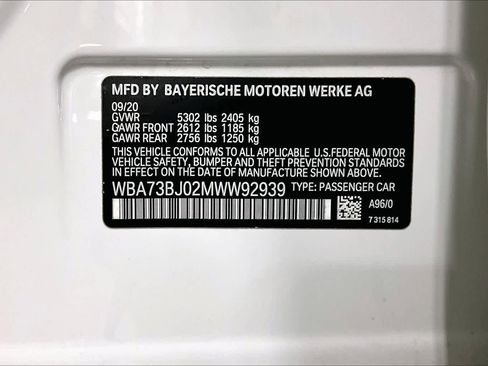 MFD BY BAYERISCHE MOTOREN WERKE AG
09/20
GVWR 5302 lbs 2405 kg
GAWR FRONT 2612 lbs 1185 kg
GAWR REAR 2756 lbs 1250 kg
THIS VEHICLE CONFORMS TO ALL APPLICABLE U.S.FEDERAL MOTOR
VEHICLE SAFETY, BUMPER AND THEFT PREVENTION STANDARDS
IN EFFECT ON THE DATE OF MANUFACTURE SHOWN ABOVE.
WBA73BJ02MWW92939 TYPE: PASSENGER CAR
A96/0
7 315 814